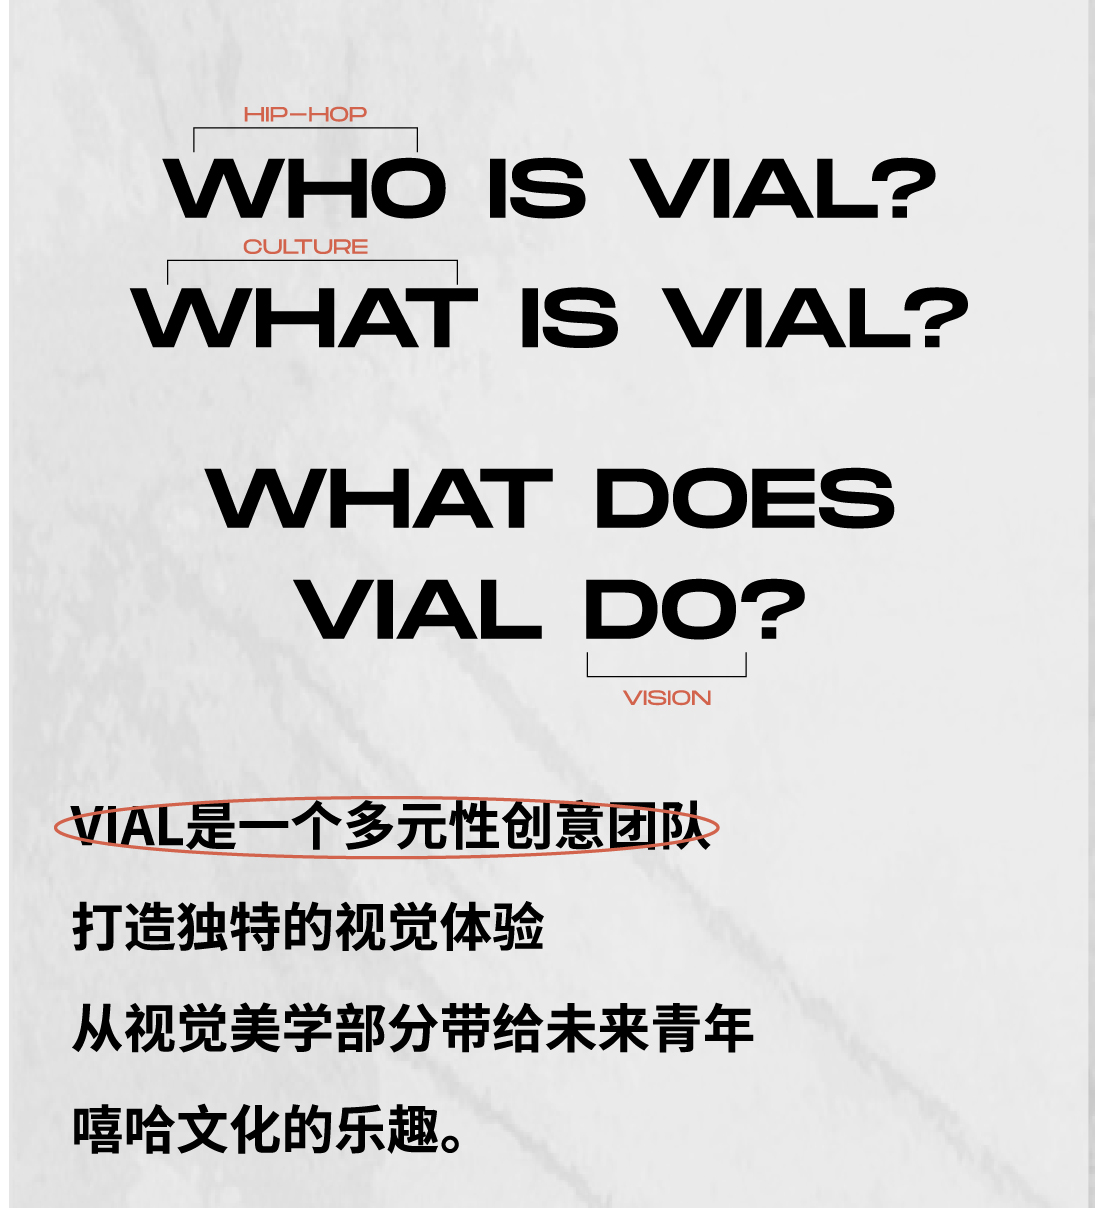 HIP-HOP
WHO IS VIAL?
CULTURE
WHAT IS VIAL?
WHAT DOES
VIAL DO?
VISION
VIAL是一个多元性创意团队
打造独特的视觉体验
从视觉美学部分带给未来青年
嘻哈文化的乐趣。